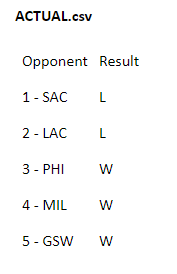 ACTUAL.csv
Opponent Result
1 - SAC L
2 - LAC L
3 - PHI W
4 - MIL W
5 - GSW W